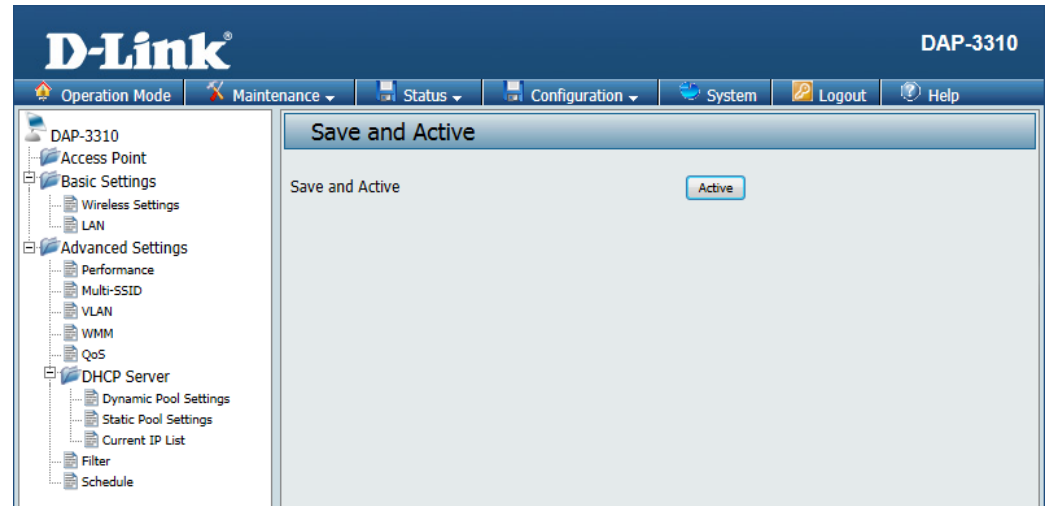 D-Link®
DAP-3310
Operation Mode Maintenance Status Configuration System Logout Help
DAP-3310
Access Point
Basic Settings
Wireless Settings
LAN
Advanced Settings
Performance
Multi-SSID
VLAN
WMM
QoS
DHCP Server
Dynamic Pool Settings
Static Pool Settings
Current IP List
Filter
Schedule
Save and Active
Save and Active Active